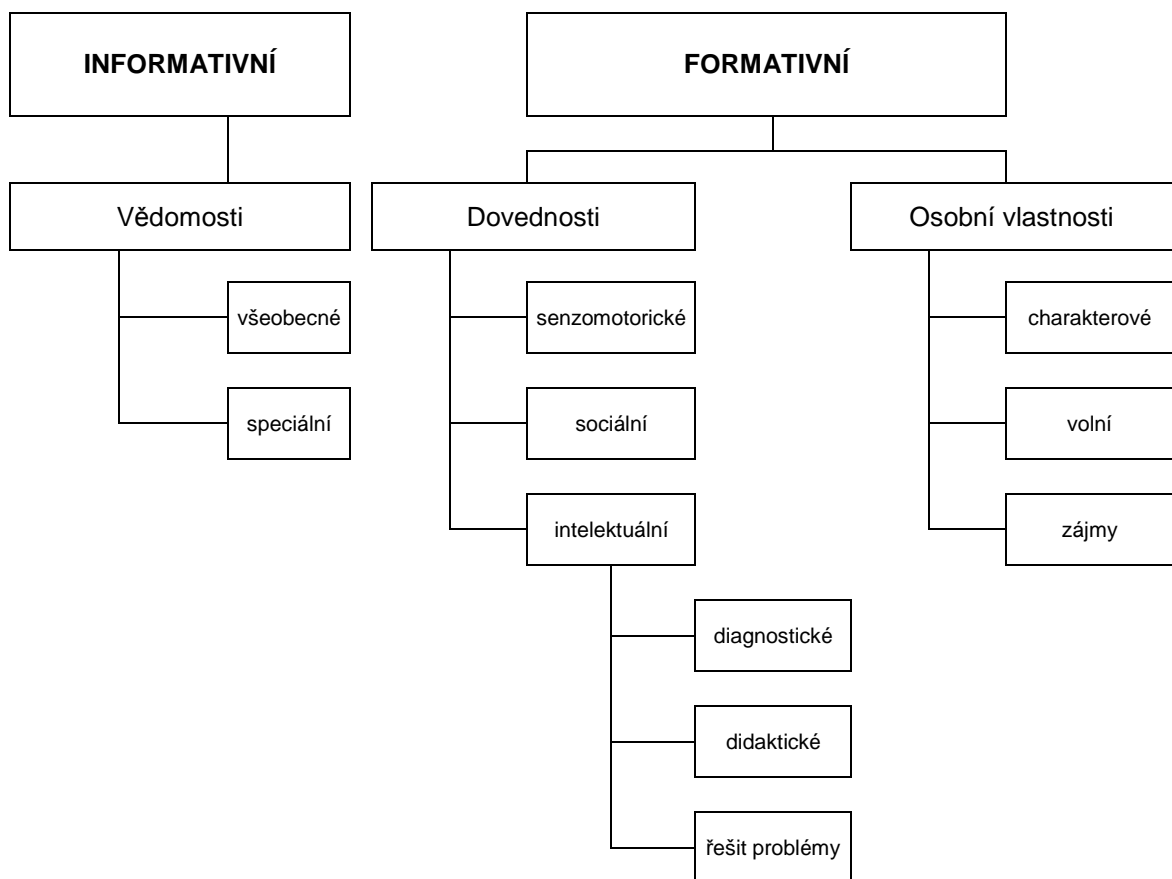 INFORMATIVNÍ
FORMATIVNÍ
Vědomosti
Dovednosti
Osobní vlastnosti
všeobecné
senzomotorické
charakterové
speciální
sociální
volní
intelektuální
zájmy
diagnostické
didaktické
řešit problémy